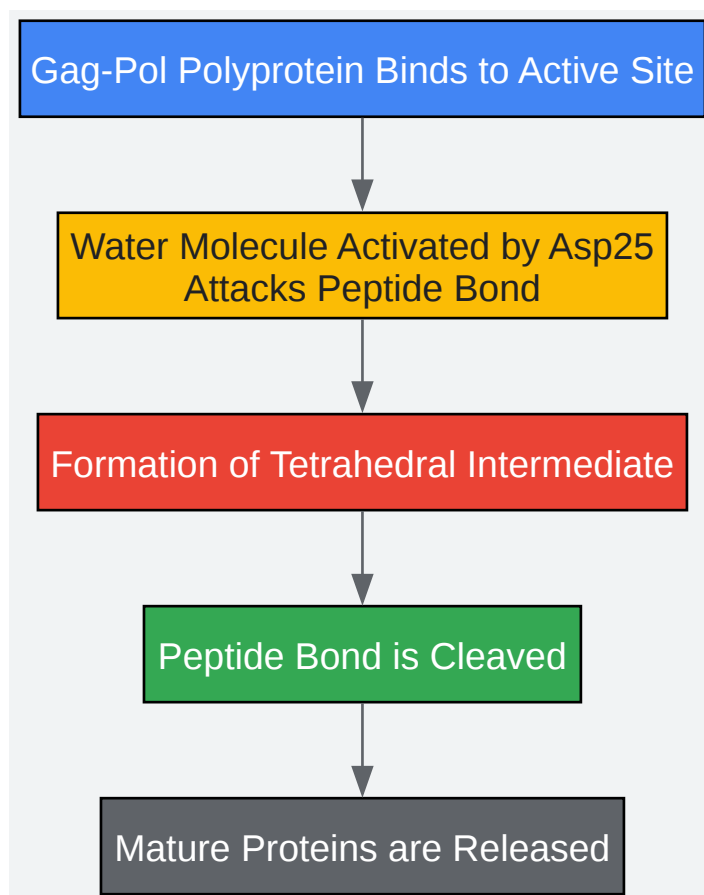 Gag-Pol Polyprotein Binds to Active Site
Water Molecule Activated by Asp25
Attacks Peptide Bond
Formation of Tetrahedral Intermediate
Peptide Bond is Cleaved
Mature Proteins are Released